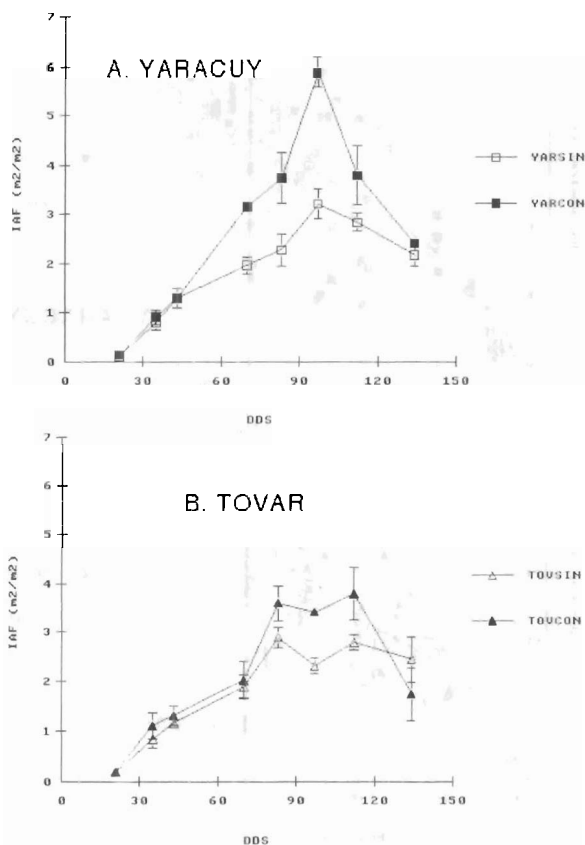 7
6
A. YARACUY
5
4
3
2
1
0
IAF (m2/m2)
YARSIN
YARCON
0 30 60 90 120 150
DDS
7
6
B. TOVAR
5
4
3
2
1
0
IAF (m2/m2)
TOVSIN
TOVCON
0 30 60 90 120 150
DDS